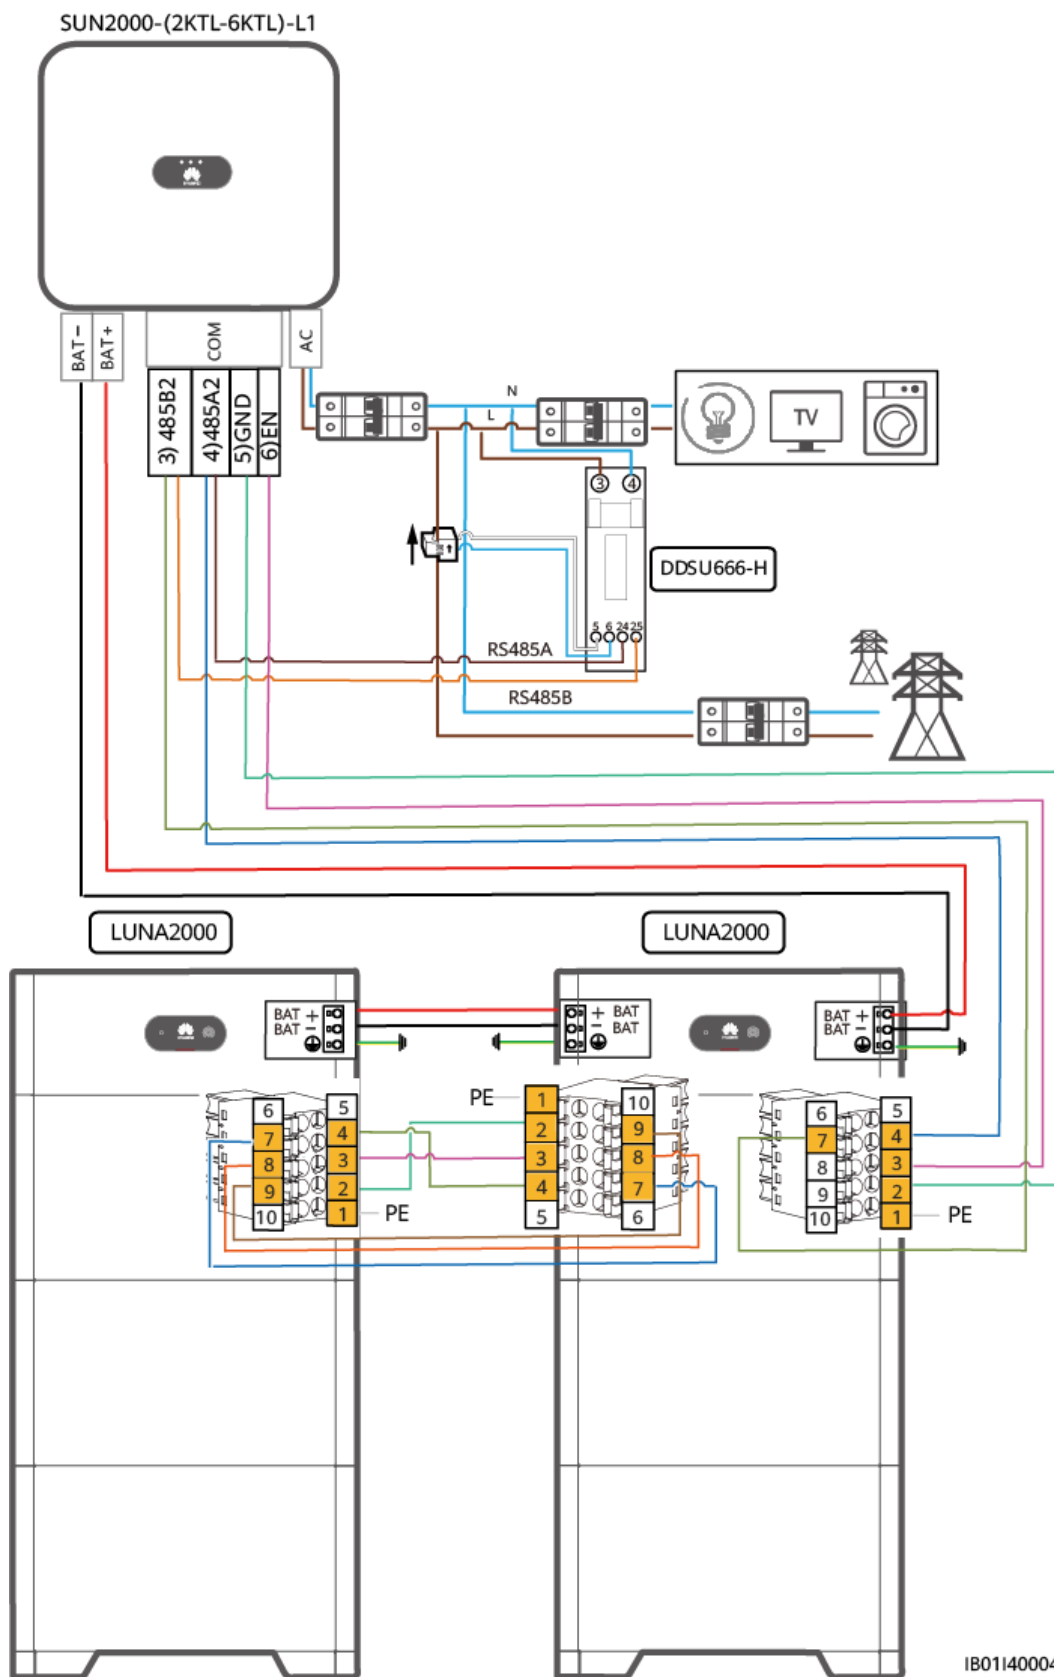 SUN2000-(2KTL-6KTL)-L1
BAT −
BAT +
COM
AC
3) 485B2
4)485A2
5)GND
6)EN
N
L
TV
3
4
DDSU666-H
5 6 24 25
RS485A
RS485B
LUNA2000
LUNA2000
BAT +
BAT −
+ BAT
− BAT
BAT +
BAT −
6
7
8
9
10
5
4
3
2
1
PE
PE
1
2
3
4
5
10
9
8
7
6
6
7
8
9
10
5
4
3
2
1
PE
IB01I40004